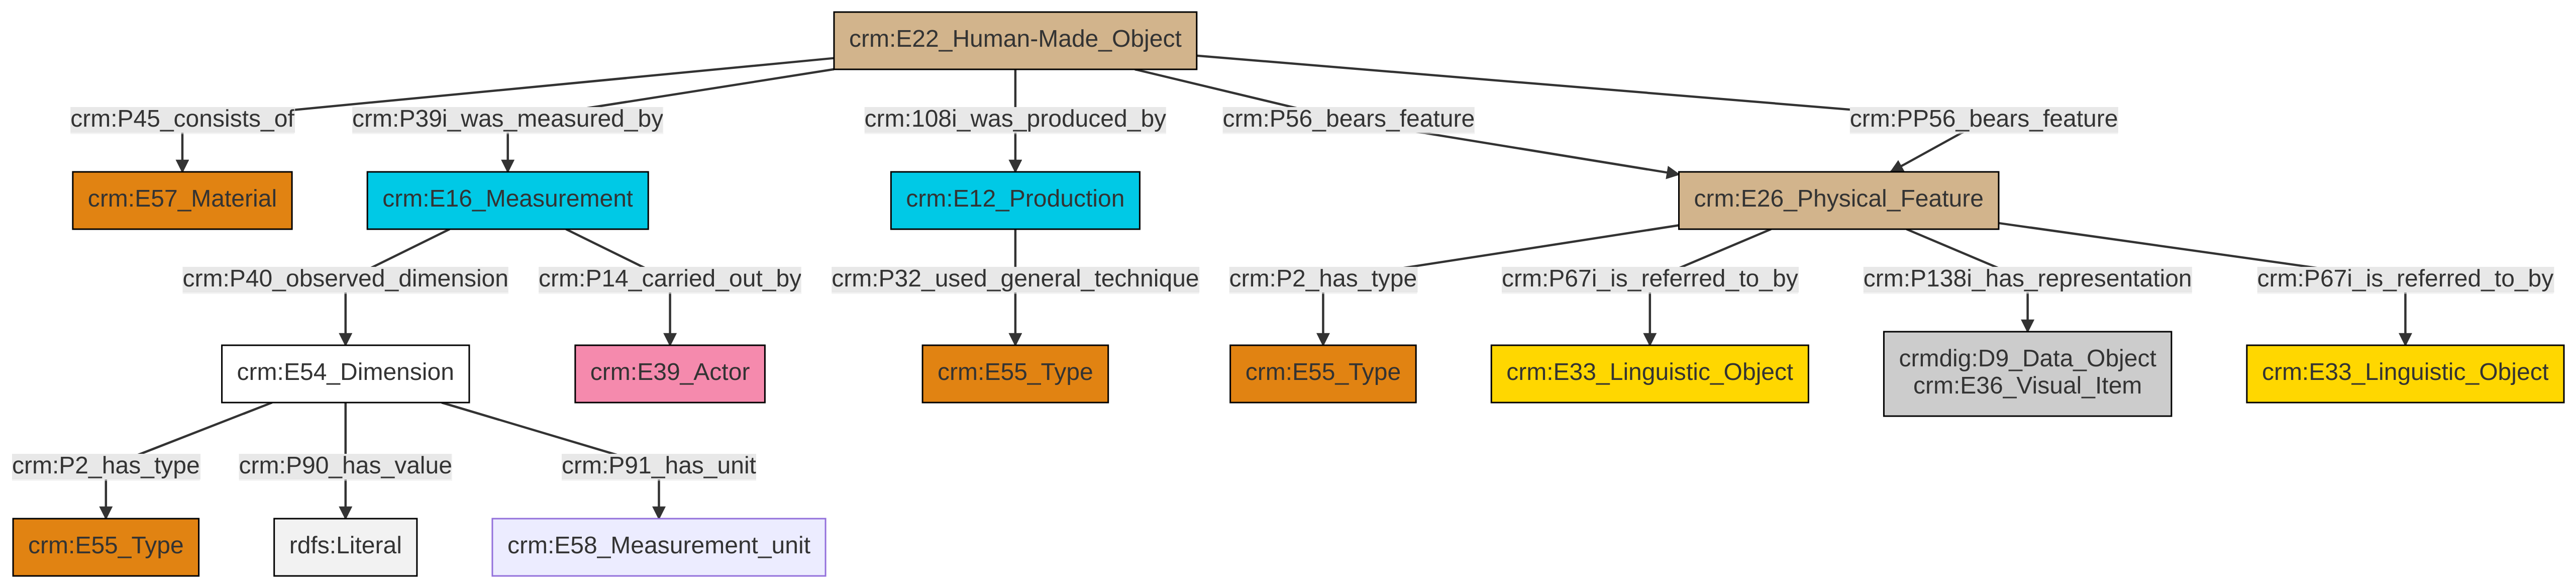 crm:E22_Human-Made_Object
crm:P45_consists_of
crm:P39i_was_measured_by
crm:108i_was_produced_by
crm:P56_bears_feature
crm:PP56_bears_feature
crm:E57_Material
crm:E16_Measurement
crm:E12_Production
crm:E26_Physical_Feature
crm:P40_observed_dimension
crm:P14_carried_out_by
crm:P32_used_general_technique
crm:P2_has_type
crm:P67i_is_referred_to_by
crm:P138i_has_representation
crm:P67i_is_referred_to_by
crm:E54_Dimension
crm:E39_Actor
crm:E55_Type
crm:E55_Type
crm:E33_Linguistic_Object
crmdig:D9_Data_Object
crm:E36_Visual_Item
crm:E33_Linguistic_Object
crm:P2_has_type
crm:P90_has_value
crm:P91_has_unit
crm:E55_Type
rdfs:Literal
crm:E58_Measurement_unit